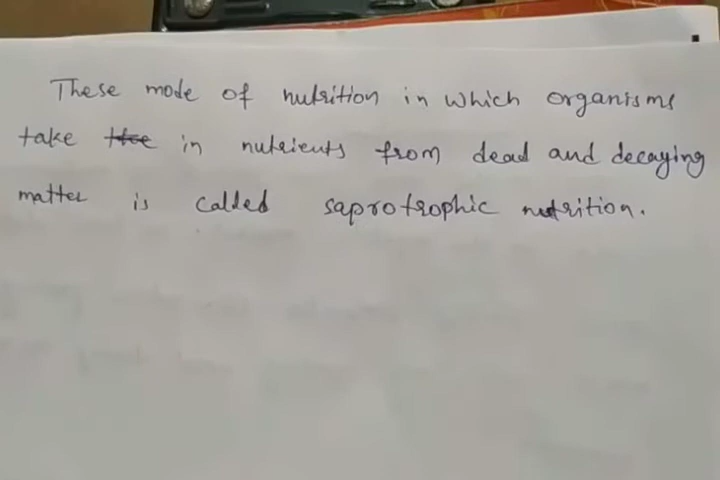 These mode of nutrition in which organisms
take in nutrients from dead and decaying
matter is called saprotrophic nutrition.